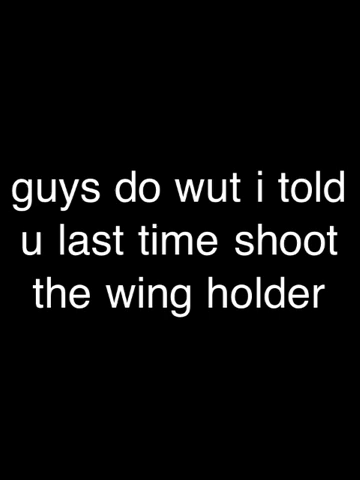 guys do wut i told
u last time shoot
the wing holder